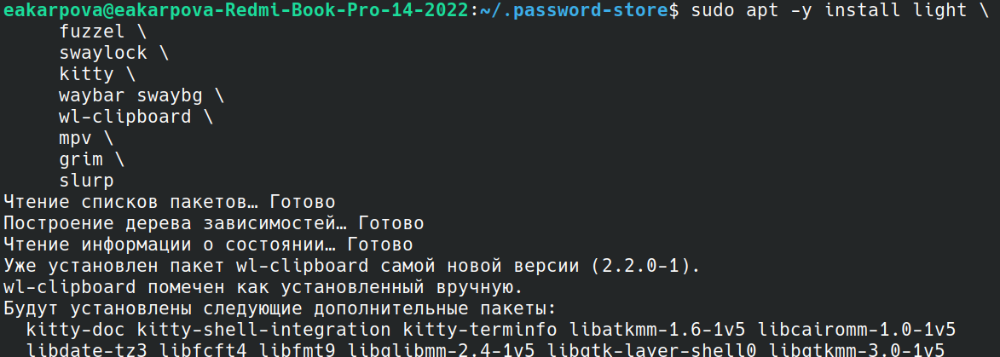 eakarpova@eakarpova-Redmi-Book-Pro-14-2022:~/.password-store$ sudo apt -y install light \
fuzzel \
swaylock \
kitty \
waybar swaybg \
wl-clipboard \
mpv \
grim \
slurp
Чтение списков пакетов… Готово
Построение дерева зависимостей… Готово
Чтение информации о состоянии… Готово
Уже установлен пакет wl-clipboard самой новой версии (2.2.0-1).
wl-clipboard помечен как установленный вручную.
Будут установлены следующие дополнительные пакеты:
kitty-doc kitty-shell-integration kitty-terminfo libatkmm-1.6-1v5 libcairomm-1.0-1v5
libdate-tz3 libfcft4 libfmt9 libglibmm-2.4-1v5 libgtk-layer-shell0 libgtkmm-3.0-1v5